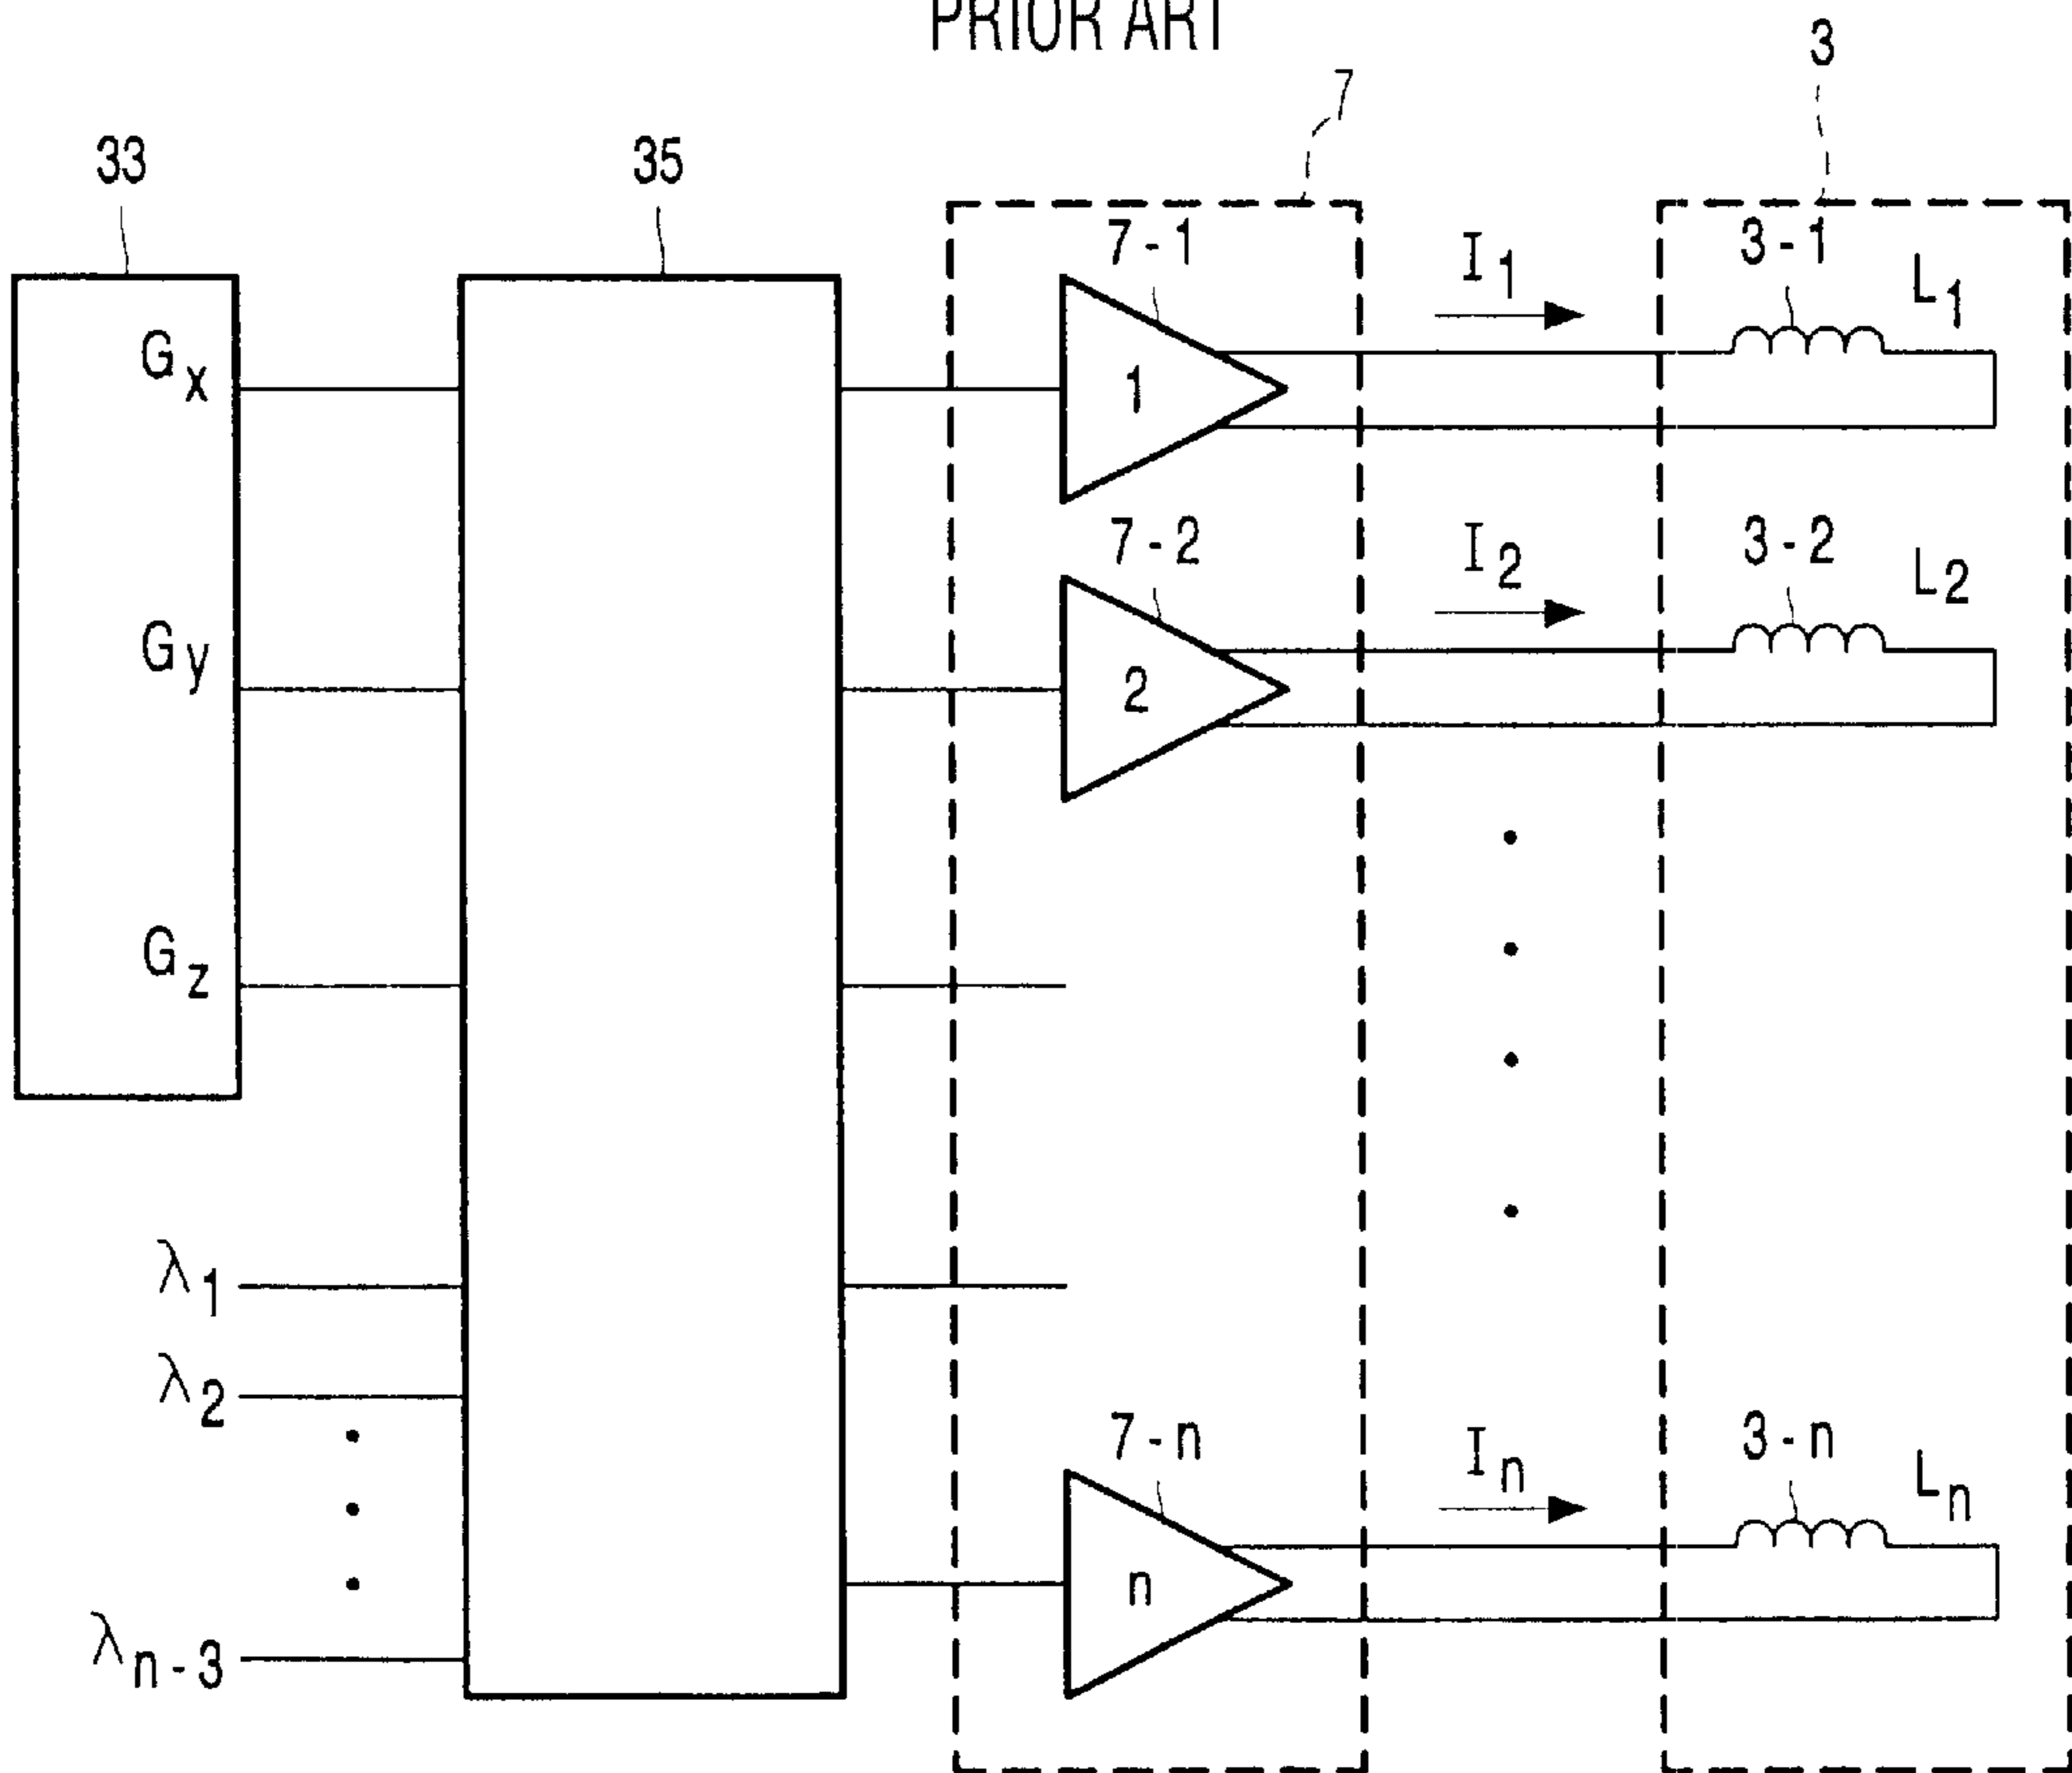 PRIOR ART
3
7
33
35
7-1
I1
3-1
L1
Gx
1
7-2
I2
3-2
L2
Gy
2
Gz
λ1
λ2
7-n
In
3-n
Ln
n
λn-3